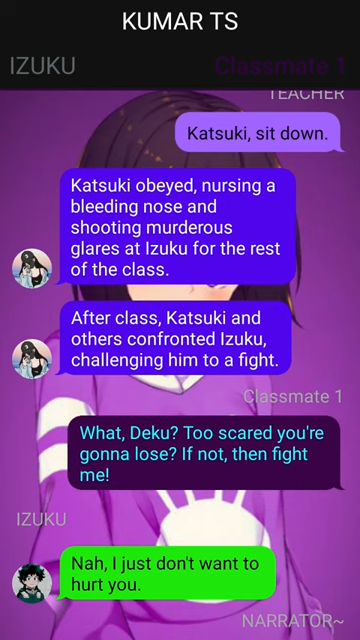 KUMAR TS
IZUKU
Classmate 1
TEACHER
Katsuki, sit down.
Katsuki obeyed, nursing a
bleeding nose and
shooting murderous
glares at Izuku for the rest
of the class.
After class, Katsuki and
others confronted Izuku,
challenging him to a fight.
Classmate 1
What, Deku? Too scared you're
gonna lose? If not, then fight
me!
IZUKU
Nah, I just don't want to
hurt you.
NARRATOR~